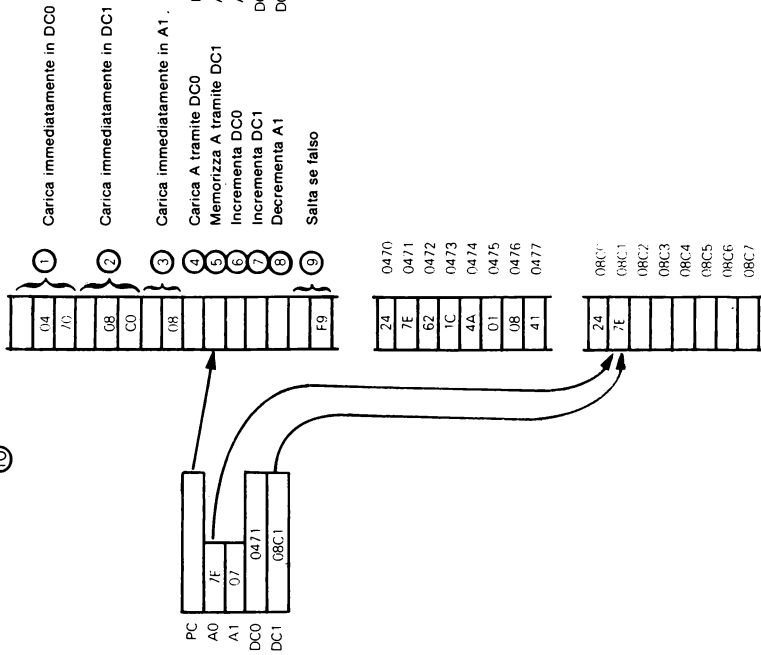 10
04
70
1 Carica immediatamente in DC0
08
C0
2 Carica immediatamente in DC1
08
3 Carica immediatamente in A1.
4 Carica A tramite DC0
5 Memorizza A tramite DC1
6 Incrementa DC0
7 Incrementa DC1
8 Decrementa A1
F9
9 Salta se falso
PC
A0 7E
A1 07
DC0 0471
DC1 08C1
24 0470
7E 0471
62 0472
1C 0473
4A 0474
01 0475
08 0476
41 0477
24 08C0
7E 08C1
08C2
08C3
08C4
08C5
08C6
08C7